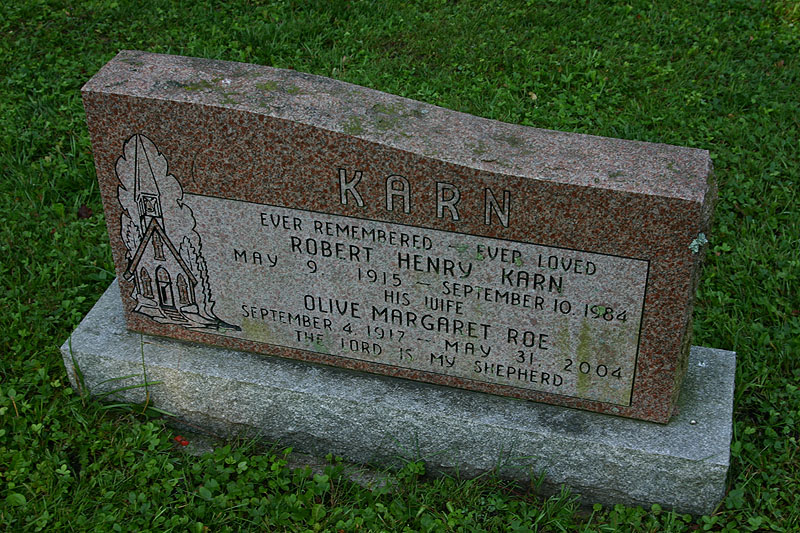 KARN
EVER REMEMBERED - EVER LOVED
ROBERT HENRY KARN
MAY 9 1915 - SEPTEMBER 10, 1984
HIS WIFE
OLIVE MARGARET ROE
SEPTEMBER 4, 1917 - MAY 31, 2004
THE LORD IS MY SHEPHERD